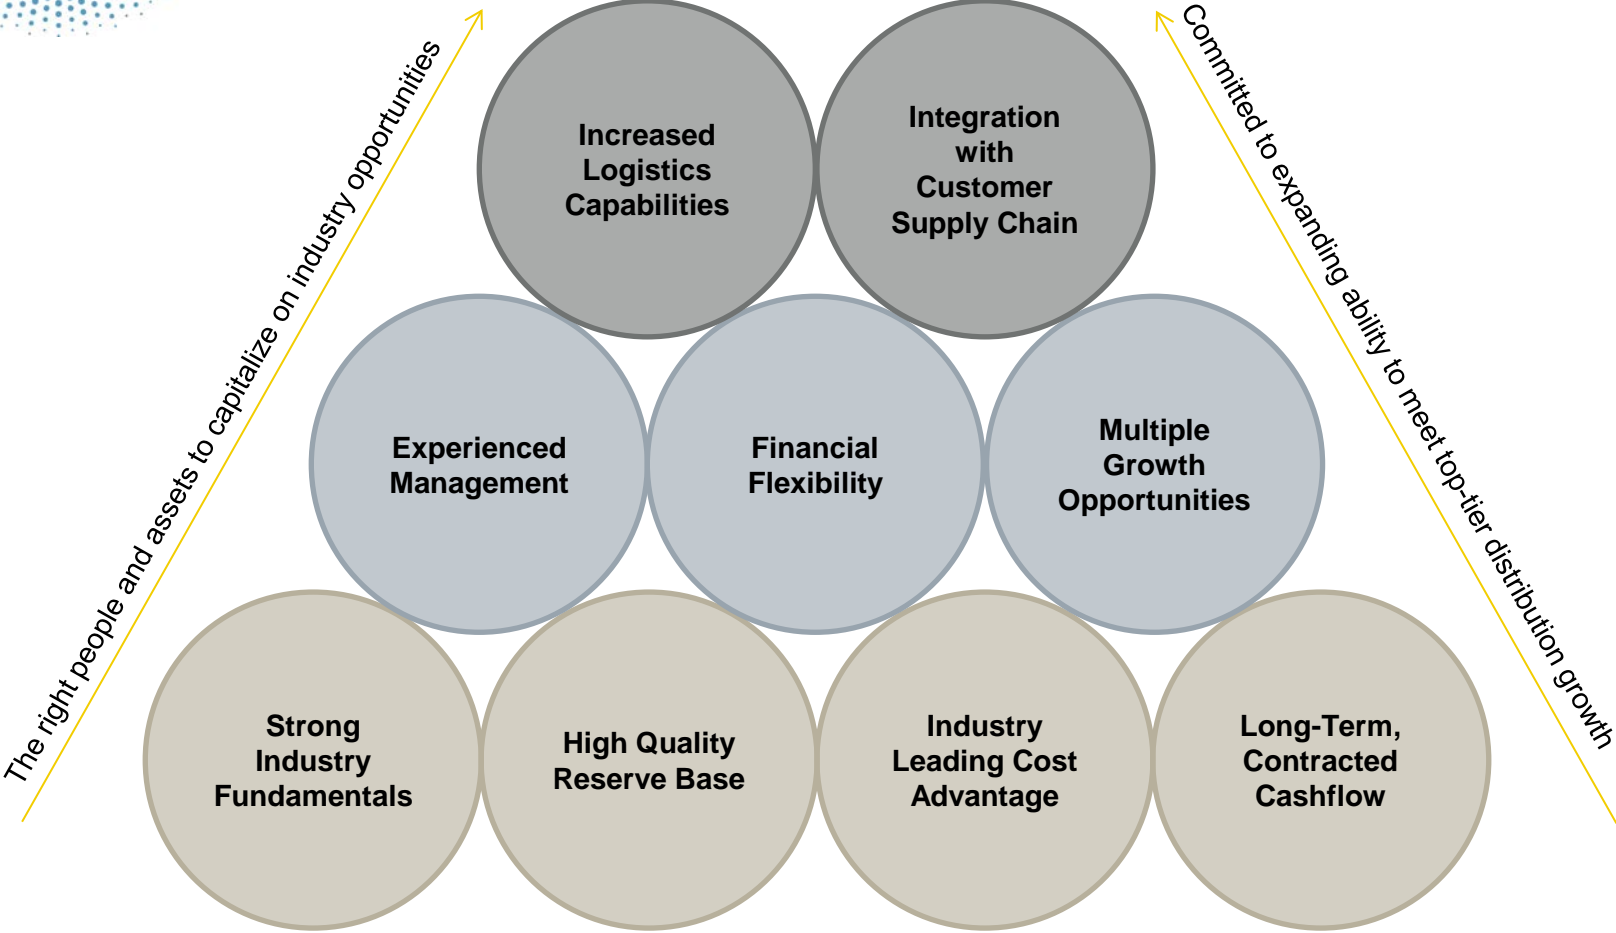 The right people and assets to capitalize on industry opportunities
Committed to expanding ability to meet top-tier distribution growth
Increased
Logistics
Capabilities
Integration
with
Customer
Supply Chain
Experienced
Management
Financial
Flexibility
Multiple
Growth
Opportunities
Strong
Industry
Fundamentals
High Quality
Reserve Base
Industry
Leading Cost
Advantage
Long-Term,
Contracted
Cashflow